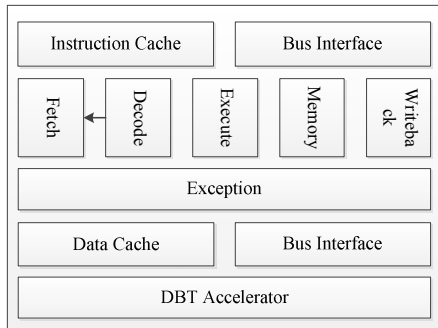 Instruction Cache
Bus Interface
Fetch
Decode
Execute
Memory
Writeba
ck
Exception
Data Cache
Bus Interface
DBT Accelerator